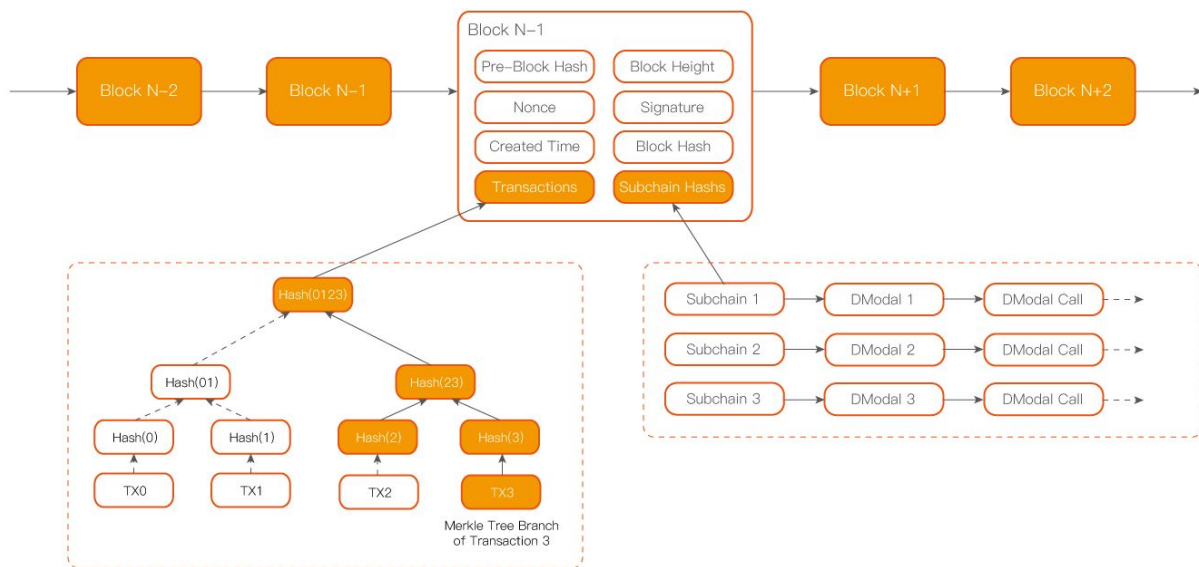 Block N-1
Pre-Block Hash
Block Height
Block N-2
Block N-1
Block N+1
Block N+2
Nonce
Signature
Created Time
Block Hash
Transactions
Subchain Hashs
Hash(0123)
Subchain 1
DModal 1
DModal Call
Subchain 2
DModal 2
DModal Call
Hash(01)
Hash(23)
Subchain 3
DModal 3
DModal Call
Hash(0)
Hash(1)
Hash(2)
Hash(3)
TX0
TX1
TX2
TX3
Merkle Tree Branch
of Transaction 3